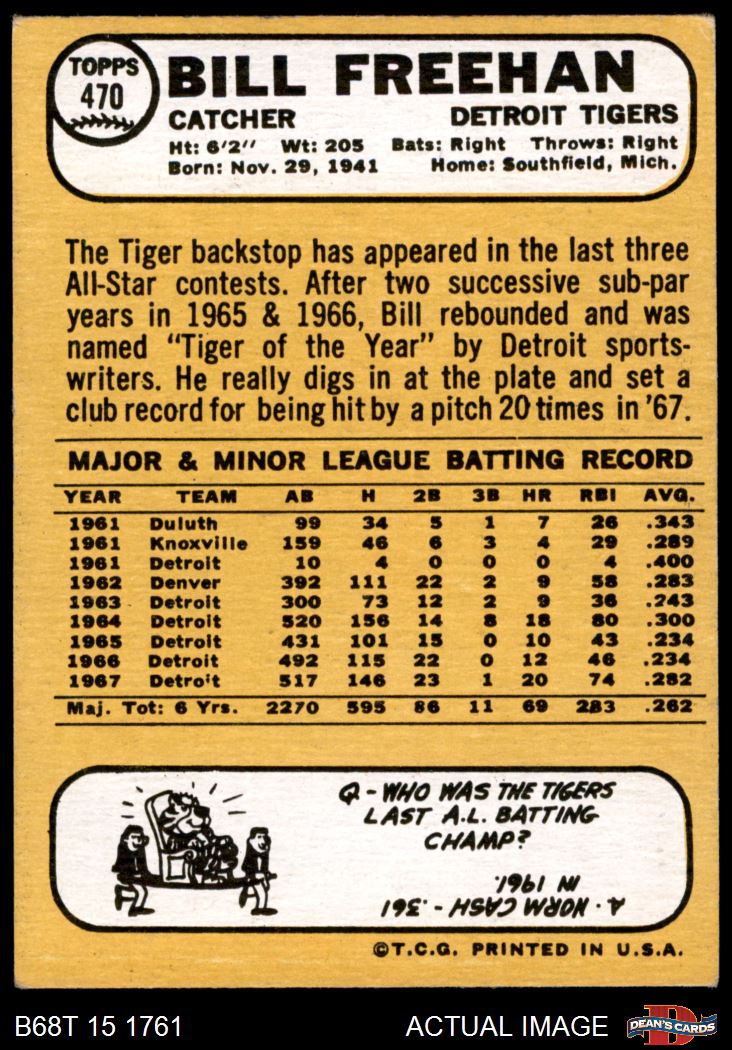 TOPPS
470
BILL FREEHAN
CATCHER DETROIT TIGERS
Ht: 6'2" Wt: 205 Bats: Right Throws: Right
Born: Nov. 29, 1941 Home: Southfield, Mich.
The Tiger backstop has appeared in the last three
All-Star contests. After two successive sub-par
years in 1965 & 1966, Bill rebounded and was
named "Tiger of the Year" by Detroit sports-
writers. He really digs in at the plate and set a
club record for being hit by a pitch 20 times in '67.
MAJOR & MINOR LEAGUE BATTING RECORD
YEAR TEAM AB H 2B 3B HR RBI AVG.
1961 Duluth 99 34 5 1 7 26 .343
1961 Knoxville 159 46 6 3 4 29 .289
1961 Detroit 10 4 0 0 0 4 .400
1962 Denver 392 111 22 2 9 58 .283
1963 Detroit 300 73 12 2 9 36 .243
1964 Detroit 520 156 14 8 18 80 .300
1965 Detroit 431 101 15 0 10 43 .234
1966 Detroit 492 115 22 0 12 46 .234
1967 Detroit 517 146 23 1 20 74 .282
Maj. Tot: 6 Yrs. 2270 595 86 11 69 283 .262
Q - WHO WAS THE TIGERS
LAST A.L. BATTING
CHAMP?
A. NORM CASH - .361
IN 1961.
©T.C.G. PRINTED IN U.S.A.
B68T 15 1761 ACTUAL IMAGE
D
DEAN'S CARDS